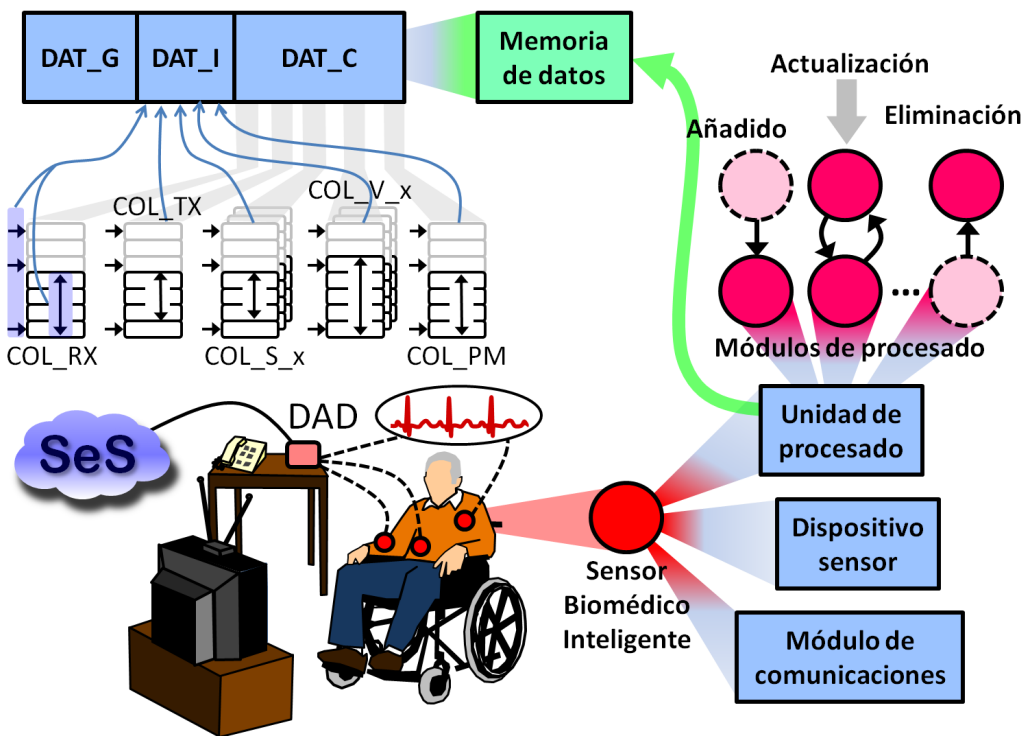 DAT_G
DAT_I
DAT_C
Memoria
de datos
Actualización
Añadido
Eliminación
COL_TX
COL_V_x
COL_RX
COL_S_x
COL_PM
...
Módulos de procesado
SeS
DAD
Unidad de
procesado
Dispositivo
sensor
Sensor
Biomédico
Inteligente
Módulo de
comunicaciones